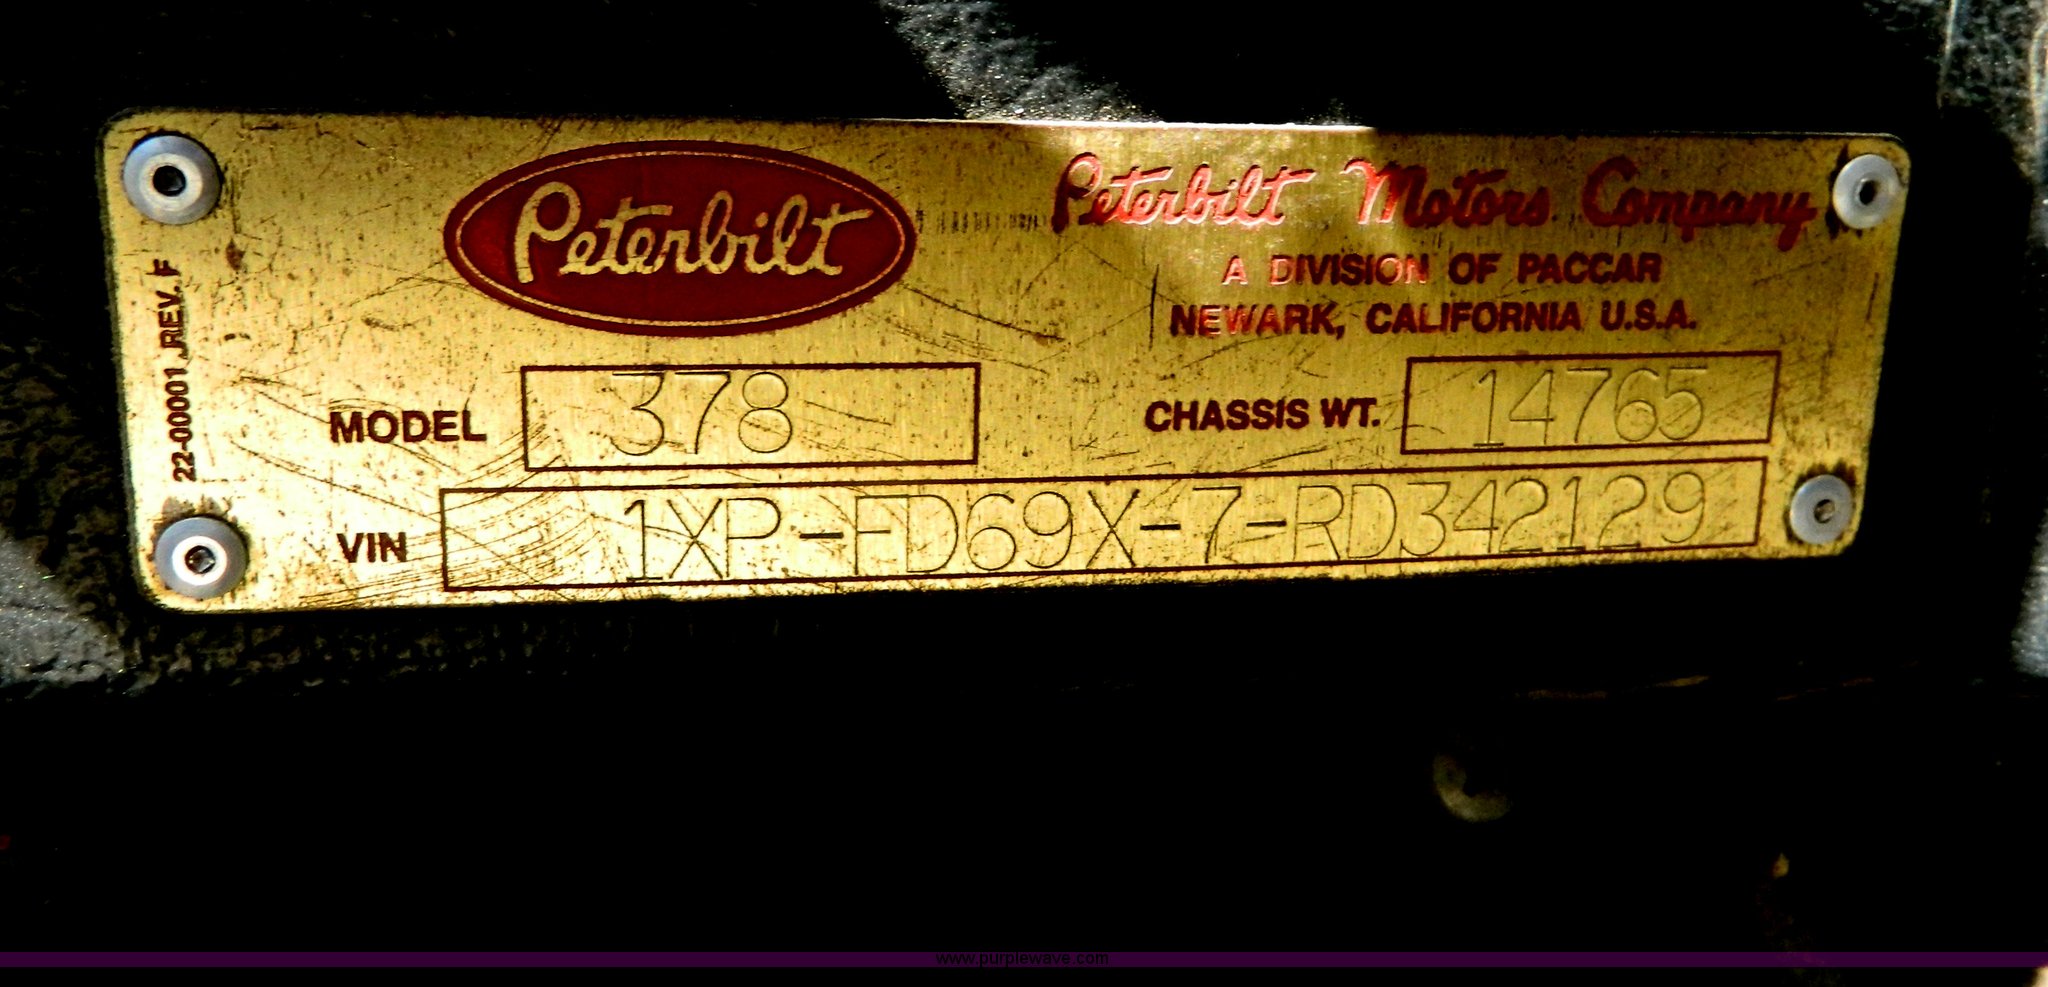 Peterbilt
Peterbilt Motors Company
A DIVISION OF PACCAR
NEWARK, CALIFORNIA U.S.A.
22-00001 REV. F
MODEL 378
CHASSIS WT. 14765
VIN 1XP-FD69X-7-RD342129
www.purplewave.com